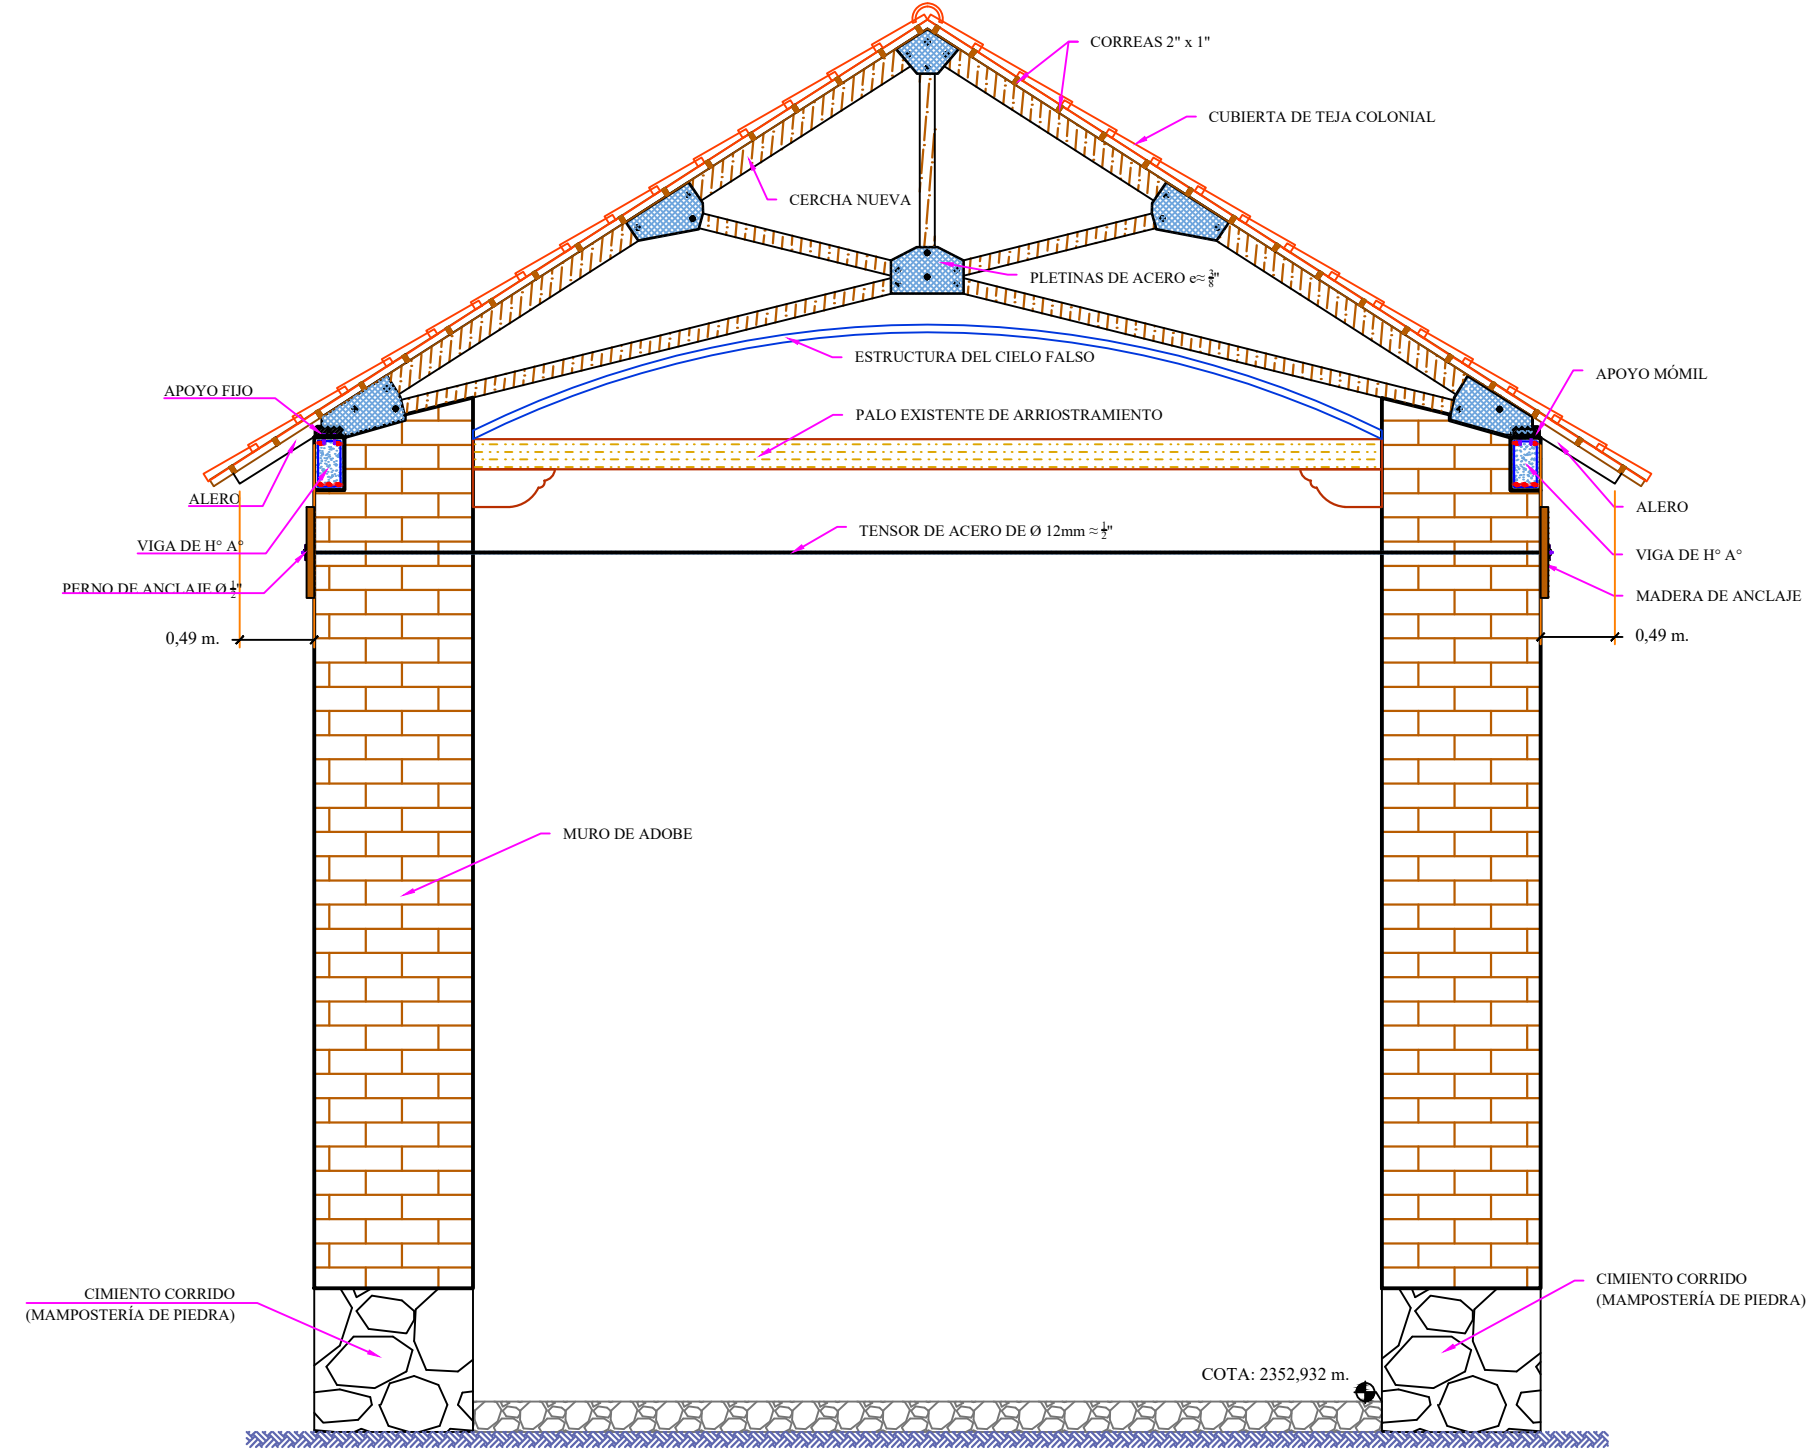 CORREAS 2" x 1"
CUBIERTA DE TEJA COLONIAL
CERCHA NUEVA
PLETINAS DE ACERO e≈ 3/8"
ESTRUCTURA DEL CIELO FALSO
APOYO FIJO
APOYO MÓMIL
PALO EXISTENTE DE ARRIOSTRAMIENTO
ALERO
ALERO
TENSOR DE ACERO DE Ø 12mm ≈ 1/2"
VIGA DE H° A°
VIGA DE H° A°
PERNO DE ANCLAJE Ø 1/2"
MADERA DE ANCLAJE
0,49 m.
0,49 m.
MURO DE ADOBE
CIMIENTO CORRIDO
(MAMPOSTERÍA DE PIEDRA)
CIMIENTO CORRIDO
(MAMPOSTERÍA DE PIEDRA)
COTA: 2352,932 m.